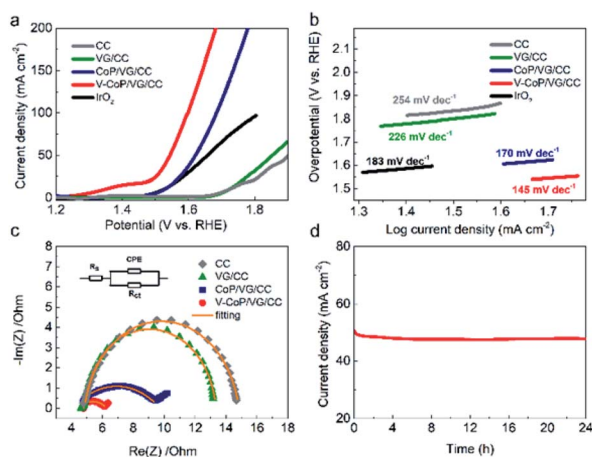 a
Current density (mA cm⁻²)
200
150
100
50
0
1.2
1.4
1.6
1.8
Potential (V vs. RHE)
CC
VG/CC
CoP/VG/CC
V-CoP/VG/CC
IrO₂
b
Overpotential (V vs. RHE)
2.1
2.0
1.9
1.8
1.7
1.6
1.5
1.3
1.4
1.5
1.6
1.7
Log current density (mA cm⁻²)
CC
VG/CC
CoP/VG/CC
V-CoP/VG/CC
IrO₂
254 mV dec⁻¹
226 mV dec⁻¹
183 mV dec⁻¹
170 mV dec⁻¹
145 mV dec⁻¹
c
-Im(Z) /Ohm
8
7
6
5
4
3
2
1
0
4
6
8
10
12
14
16
18
Re(Z) /Ohm
Rs
CPE
Rct
CC
VG/CC
CoP/VG/CC
V-CoP/VG/CC
fitting
d
Current density (mA cm⁻²)
80
60
40
20
0
4
8
12
16
20
24
Time (h)